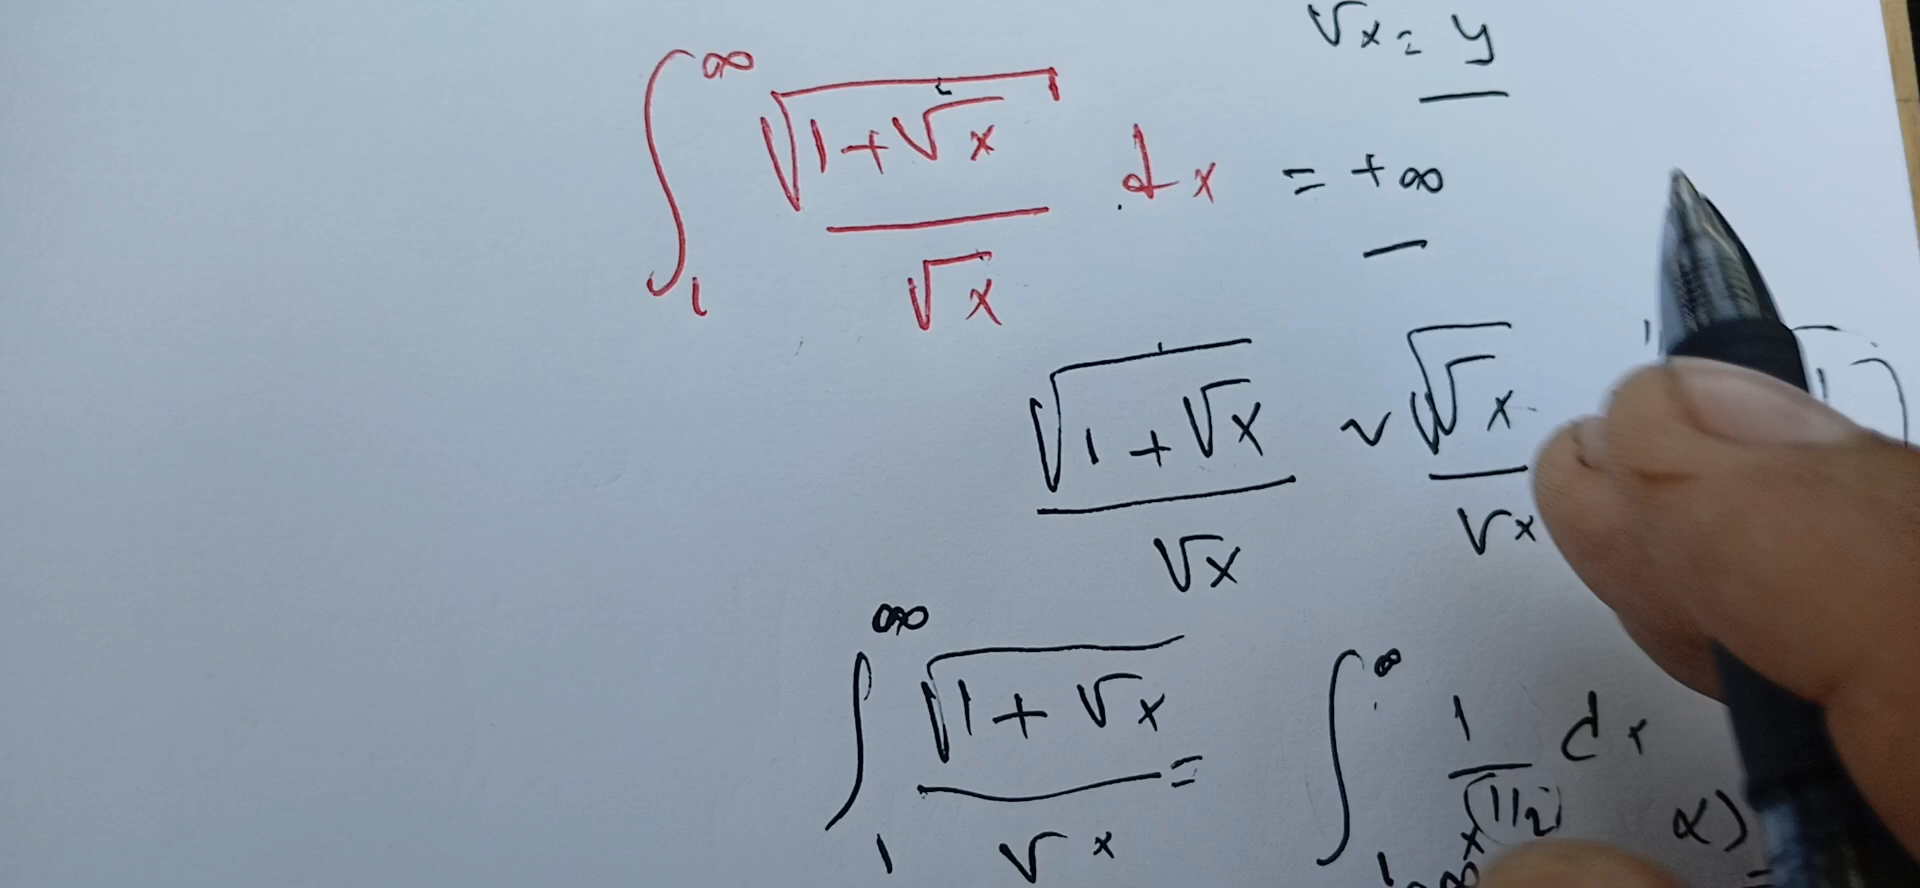 √x = y
∫₁^∞ √(1+√x) / √x dx = +∞
√(1+√x) / √x ~ √√x / √x
∫₁^∞ √(1+√x) / √x = ∫₁^∞ 1 / x^(1/2) dx